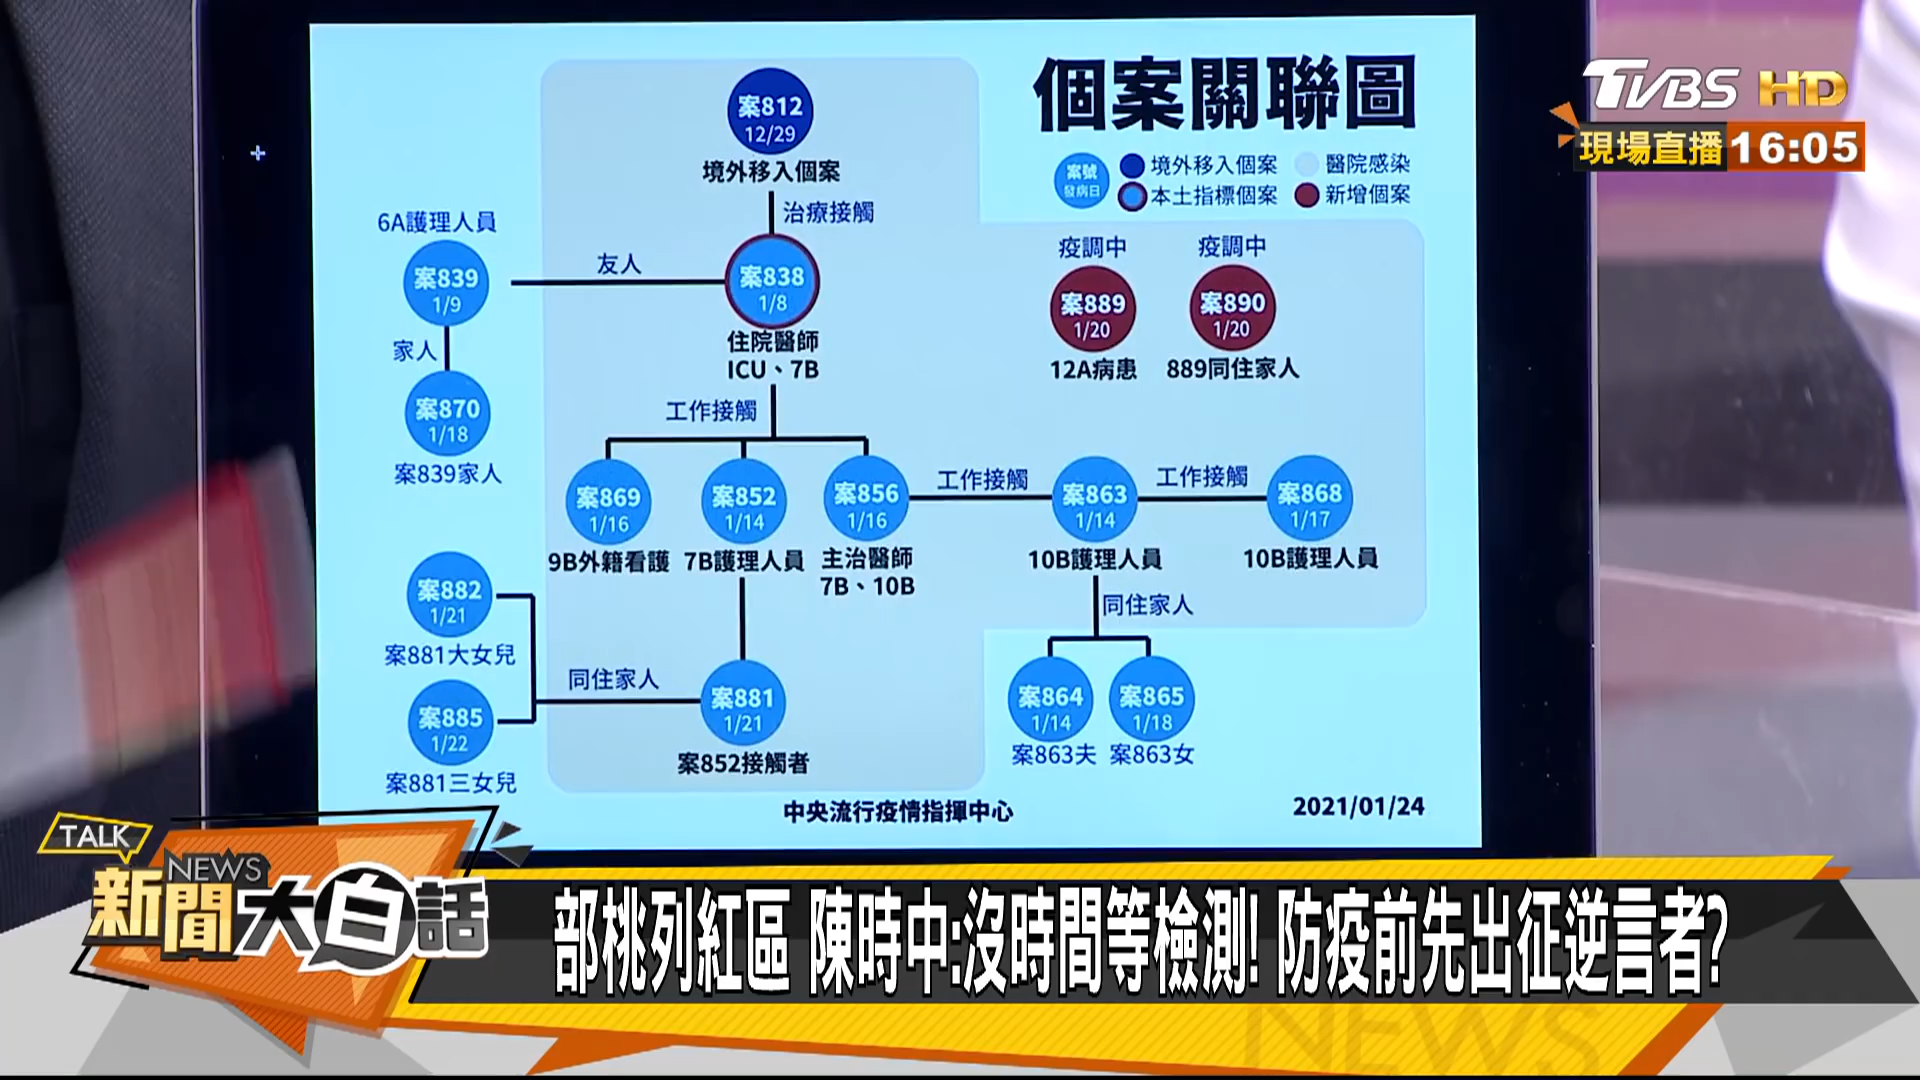 個案關聯圖
TVBS HD
現場直播 16:05
案號
發病日
境外移入個案
醫院感染
本土指標個案
新增個案
案812
12/29
境外移入個案
治療接觸
6A護理人員
案839
1/9
友人
案838
1/8
住院醫師
ICU、7B
疫調中
案889
1/20
12A病患
疫調中
案890
1/20
889同住家人
家人
案870
1/18
案839家人
工作接觸
案869
1/16
9B外籍看護
案852
1/14
7B護理人員
案856
1/16
主治醫師
7B、10B
工作接觸
案863
1/14
10B護理人員
工作接觸
案868
1/17
10B護理人員
同住家人
案864
1/14
案863夫
案865
1/18
案863女
案882
1/21
案881大女兒
案885
1/22
案881三女兒
同住家人
案881
1/21
案852接觸者
中央流行疫情指揮中心
2021/01/24
TALK
NEWS
新聞大白話
部桃列紅區 陳時中:沒時間等檢測! 防疫前先出征逆言者?
NEWS